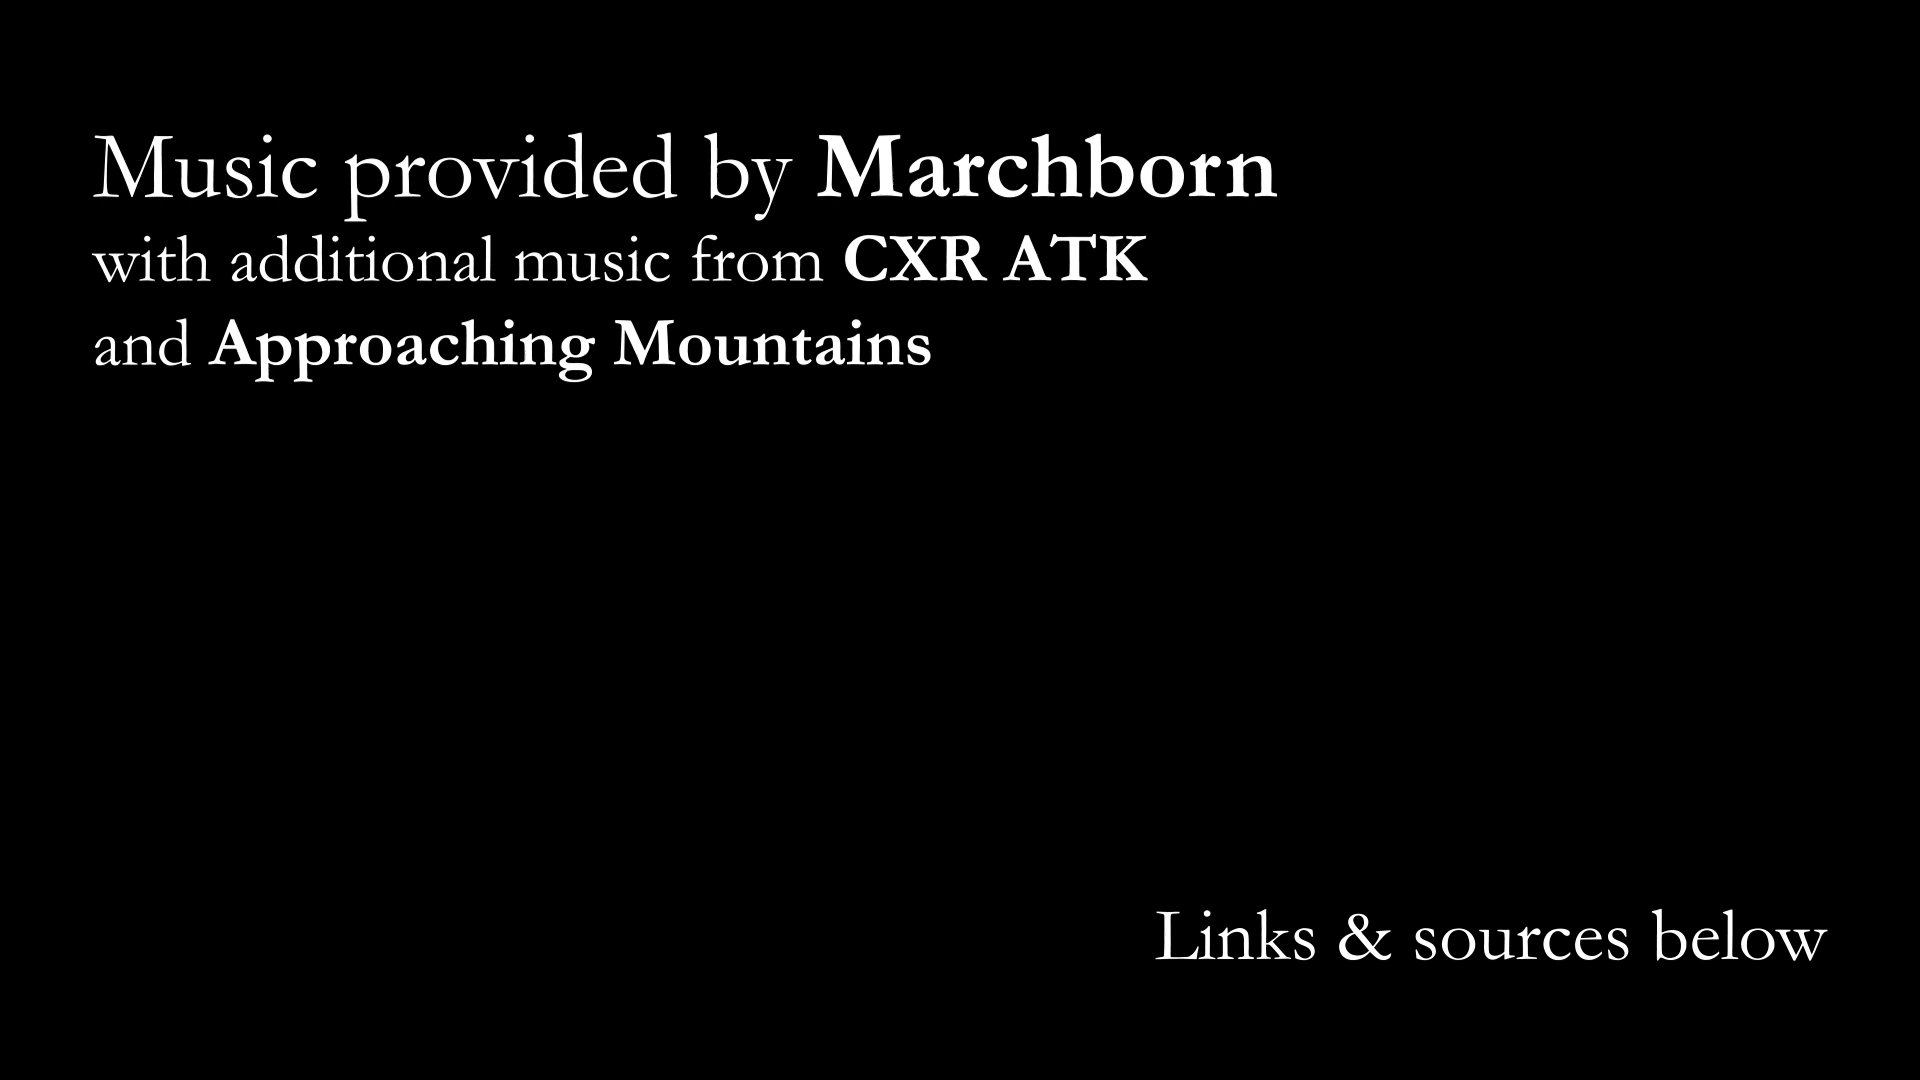 Music provided by Marchborn
with additional music from CXR ATK
and Approaching Mountains
Links & sources below